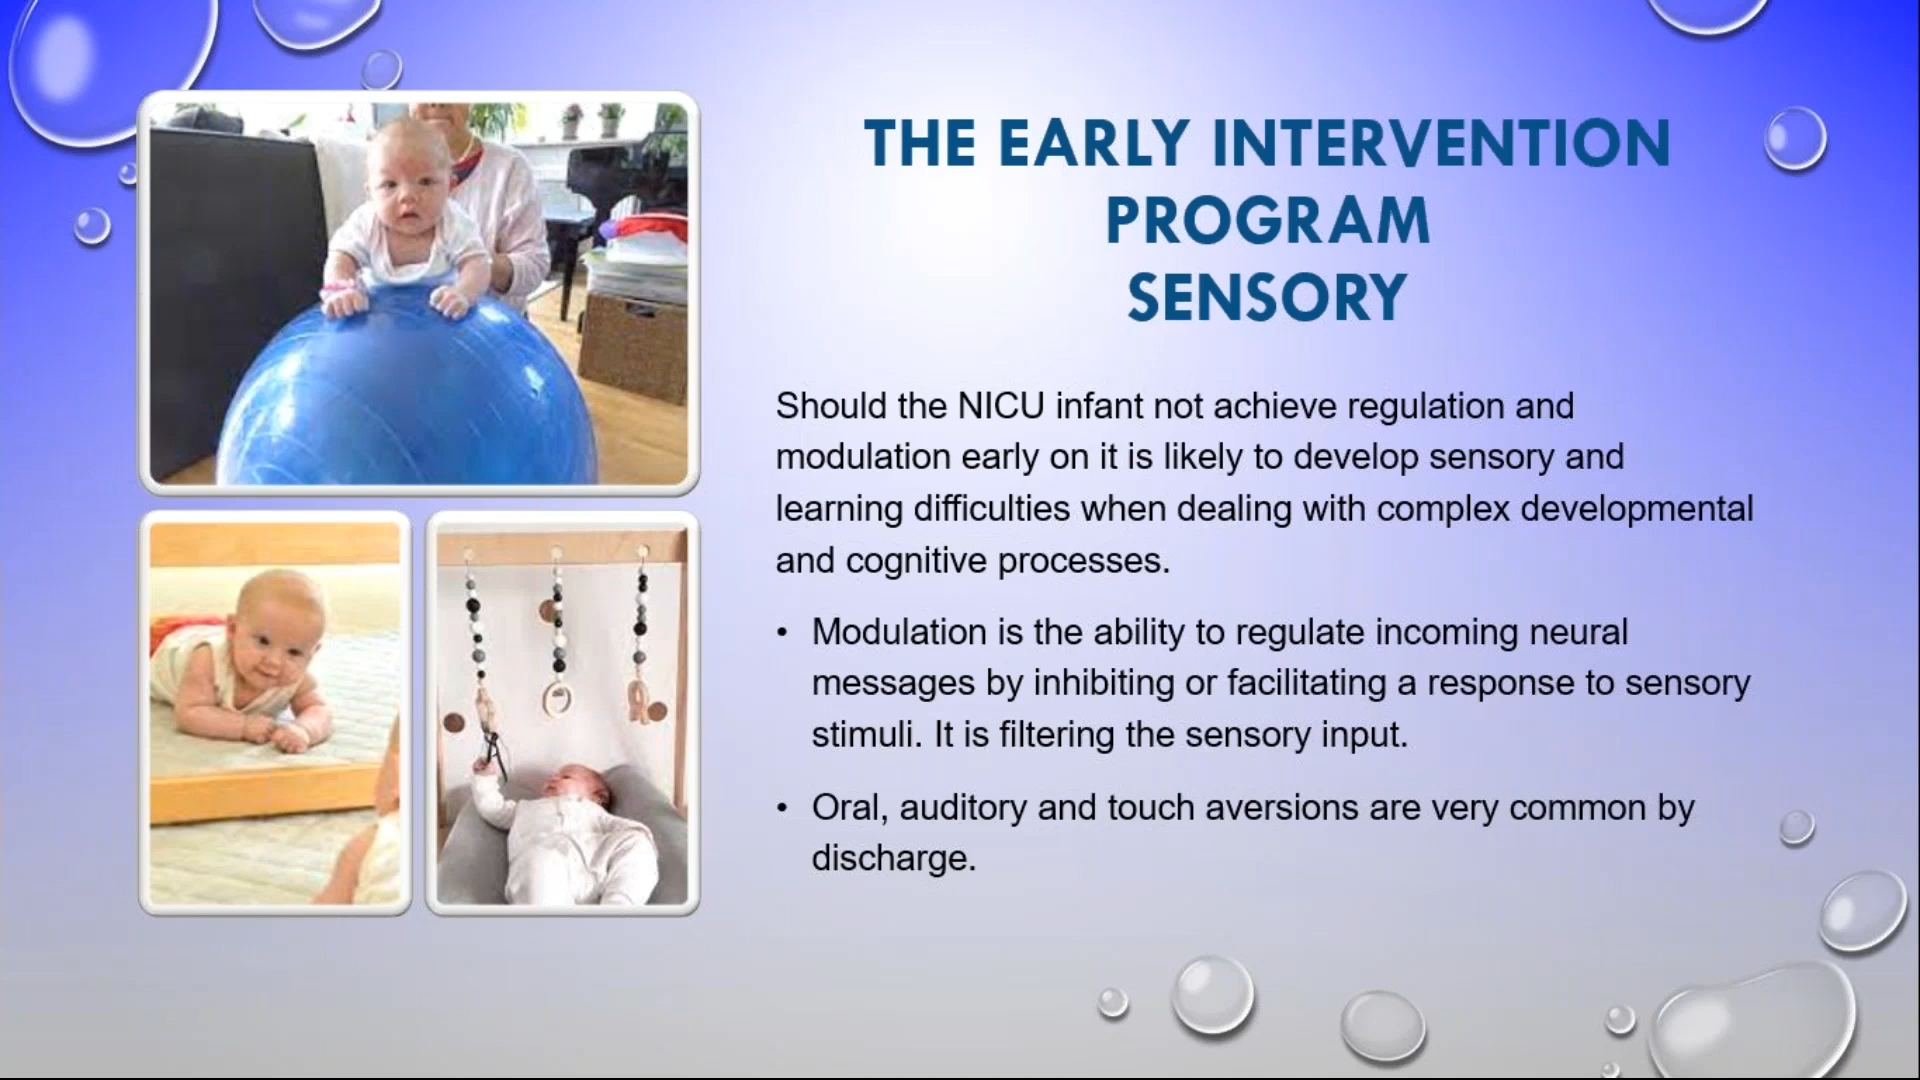 THE EARLY INTERVENTION
PROGRAM
SENSORY
Should the NICU infant not achieve regulation and
modulation early on it is likely to develop sensory and
learning difficulties when dealing with complex developmental
and cognitive processes.
• Modulation is the ability to regulate incoming neural
messages by inhibiting or facilitating a response to sensory
stimuli. It is filtering the sensory input.
• Oral, auditory and touch aversions are very common by
discharge.